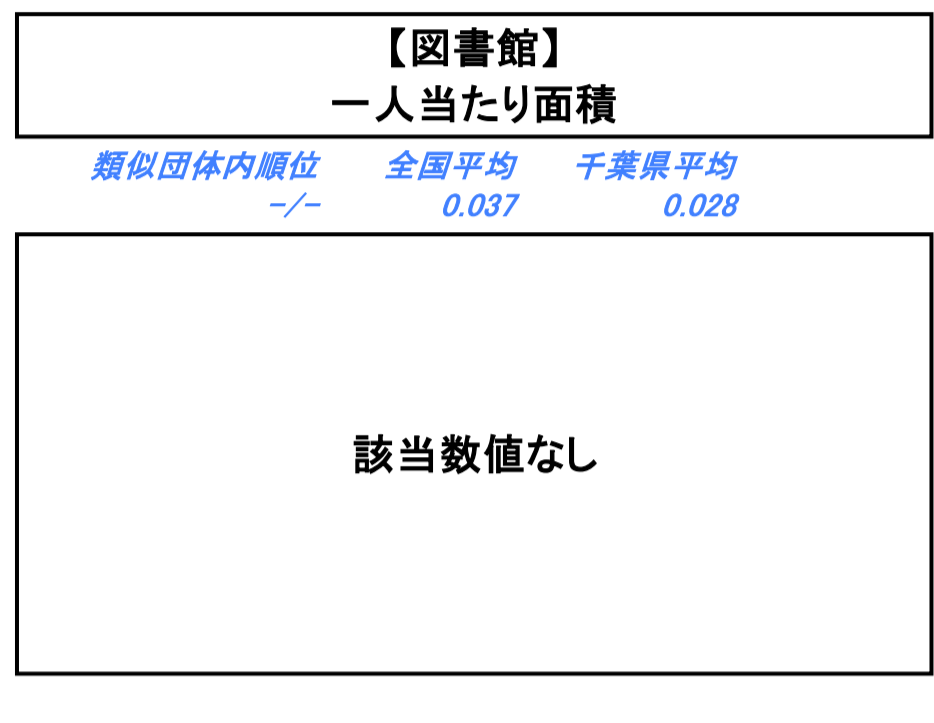 【図書館】
一人当たり面積
類似団体内順位 全国平均 千葉県平均
-/- 0.037 0.028
該当数値なし